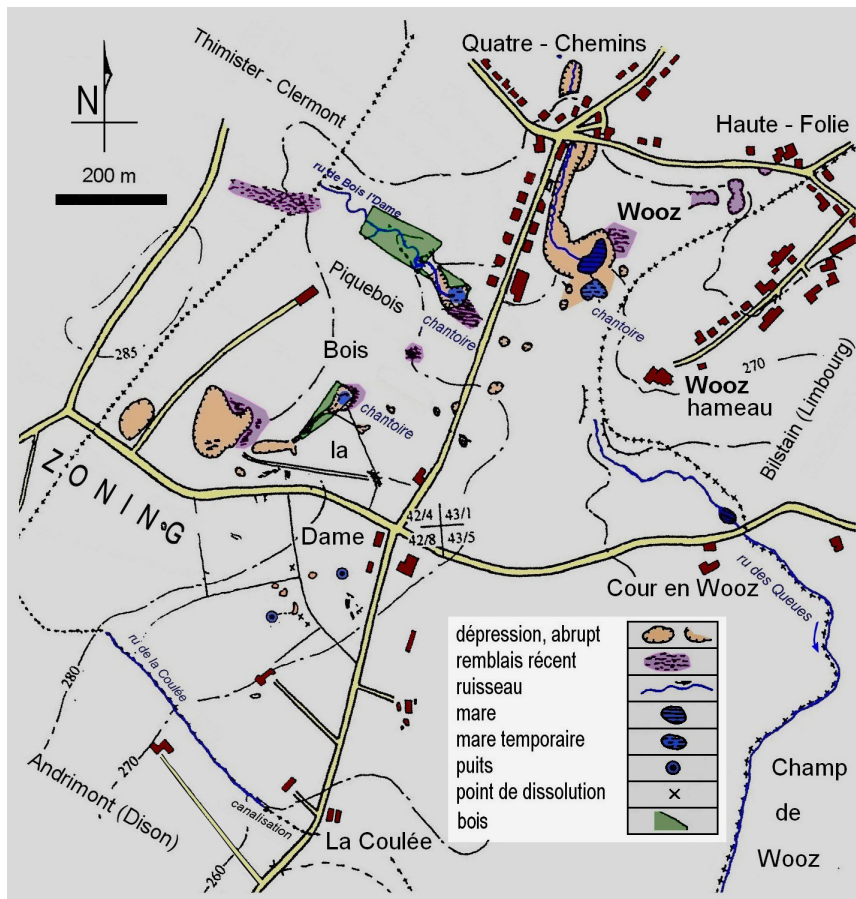 Quatre - Chemins
Thimister - Clermont
N
200 m
Haute - Folie
ru de Bois l'Dame
Wooz
Piquebois
chantoire
chantoire
285
Bois
270
Wooz
hameau
chantoire
la
Bilstain (Limbourg)
ZONING
42/4 43/1
42/8 43/5
Dame
Cour en Wooz
ru des Queues
ru de la Coulée
280
270
Andrimont (Dison)
canalisation
260
La Coulée
dépression, abrupt
remblais récent
ruisseau
mare
mare temporaire
puits
point de dissolution
bois
Champ
de
Wooz